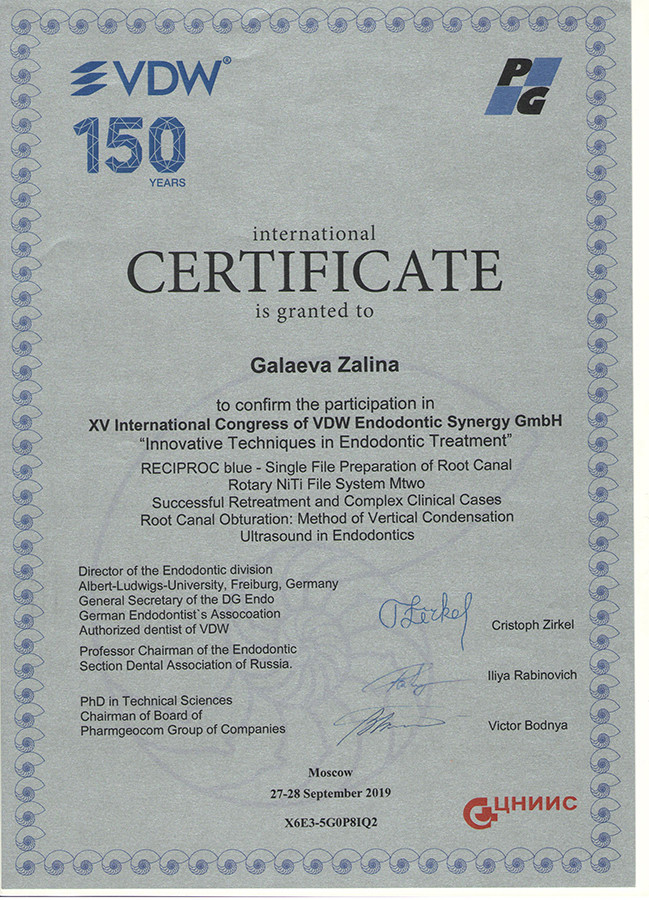 VDW®
150
YEARS
PG
international
CERTIFICATE
is granted to
Galaeva Zalina
to confirm the participation in
XV International Congress of VDW Endodontic Synergy GmbH
“Innovative Techniques in Endodontic Treatment”
RECIPROC blue - Single File Preparation of Root Canal
Rotary NiTi File System Mtwo
Successful Retreatment and Complex Clinical Cases
Root Canal Obturation: Method of Vertical Condensation
Ultrasound in Endodontics
Director of the Endodontic division
Albert-Ludwigs-University, Freiburg, Germany
General Secretary of the DG Endo
German Endodontist`s Assocoation
Authorized dentist of VDW
Cristoph Zirkel
Professor Chairman of the Endodontic
Section Dental Association of Russia.
Iliya Rabinovich
PhD in Technical Sciences
Chairman of Board of
Pharmgeocom Group of Companies
Victor Bodnya
Moscow
27-28 September 2019
X6E3-5G0P8IQ2
ЦНИИС